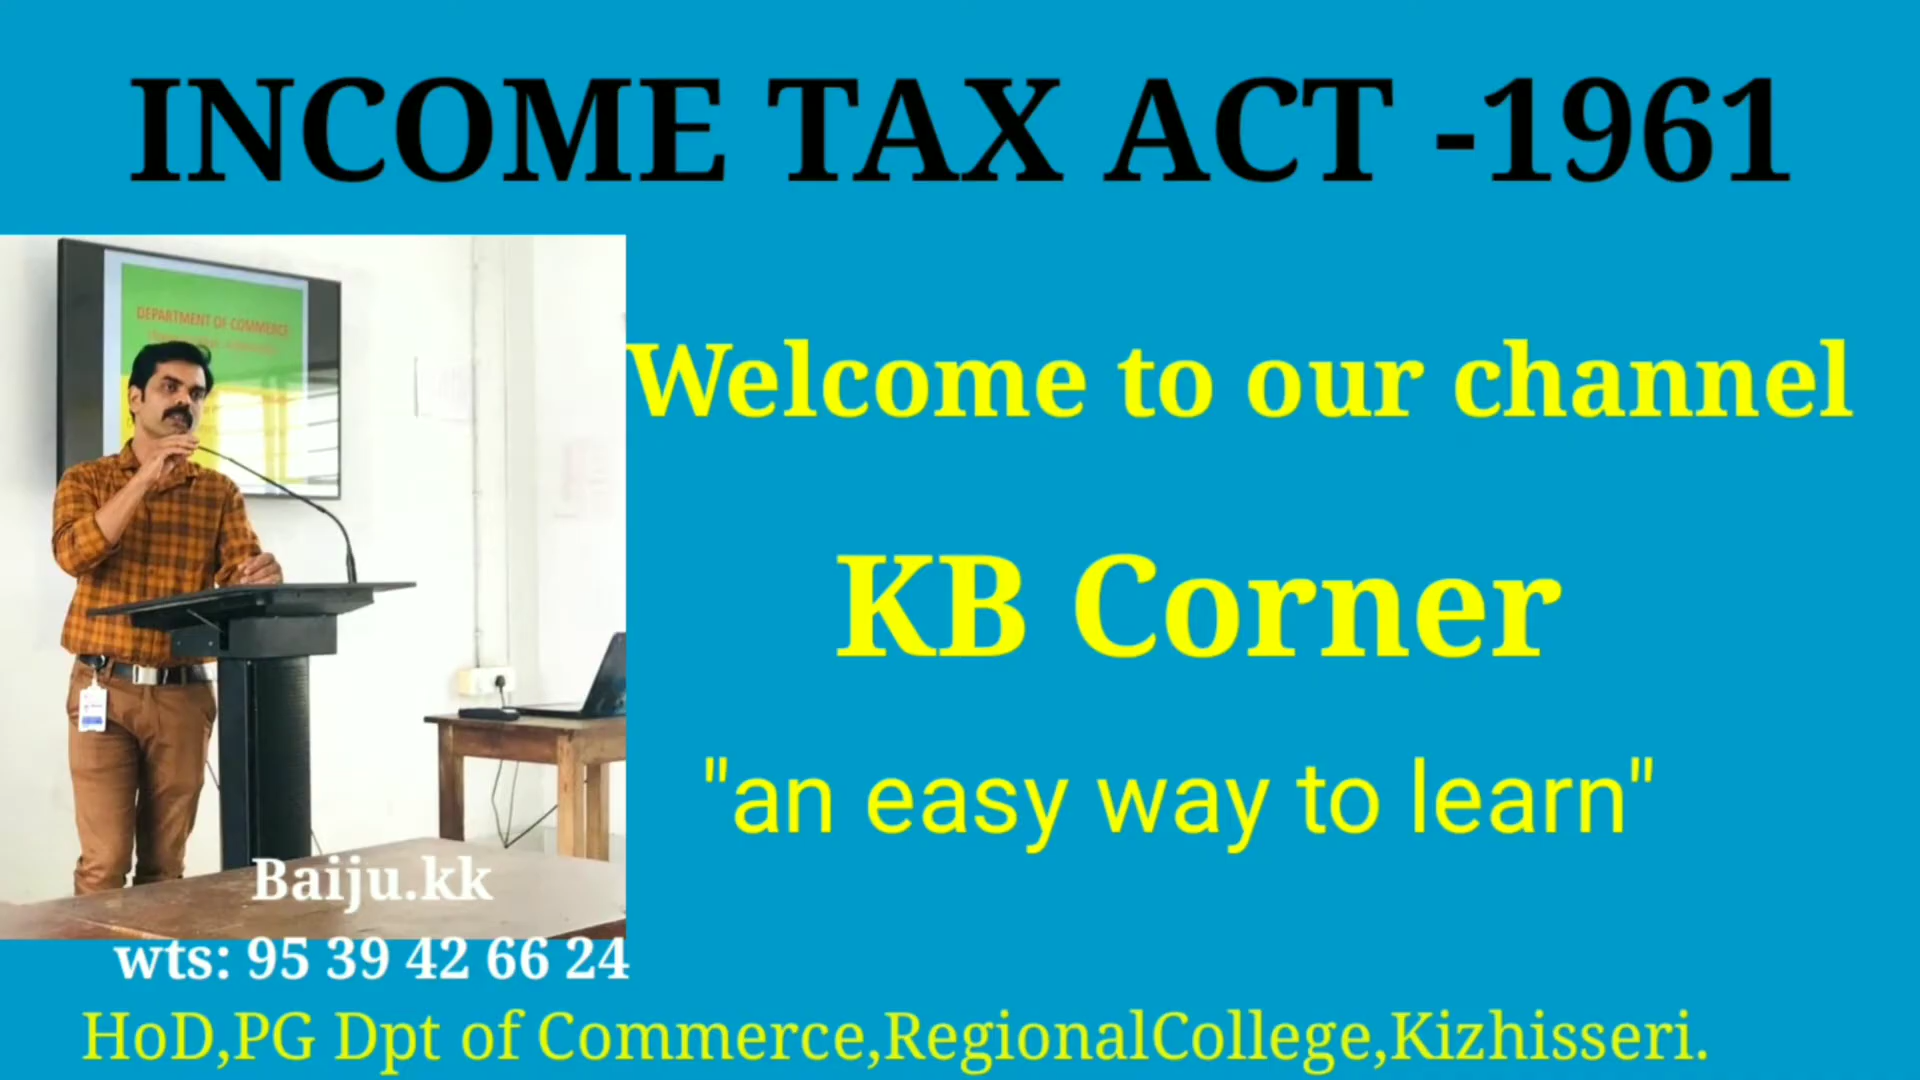 INCOME TAX ACT -1961
DEPARTMENT OF COMMERCE
Welcome to our channel
KB Corner
"an easy way to learn"
Baiju.kk
wts: 95 39 42 66 24
HoD,PG Dpt of Commerce,RegionalCollege,Kizhisseri.